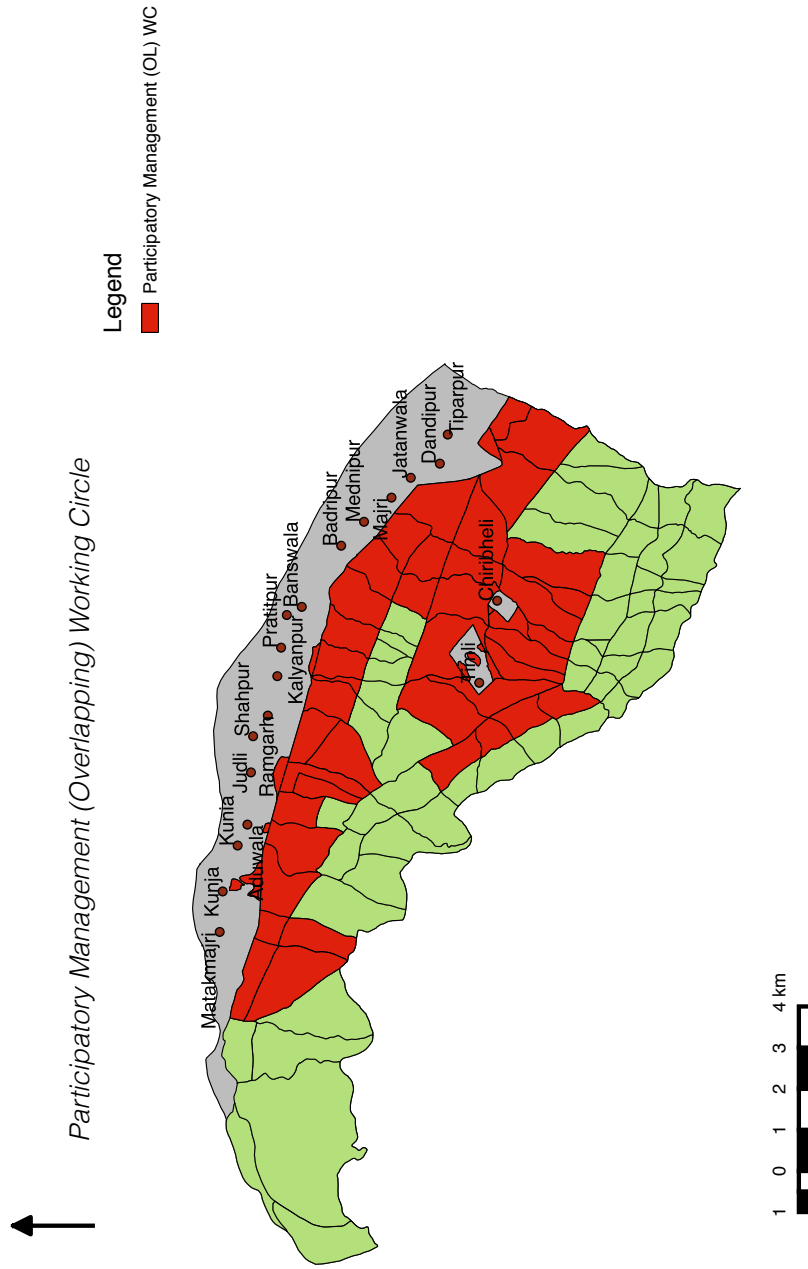 Participatory Management (Overlapping) Working Circle
Legend
Participatory Management (OL) WC
Matakmajri
Kunja
Kunia
Aduwala
Judli
Ramgarh
Shahpur
Kalyanpur
Pratitpur
Banswala
Badripur
Mednipur
Majri
Jatanwala
Dandipur
Tiparpur
Chiribheli
Timli
1 0 1 2 3 4 km